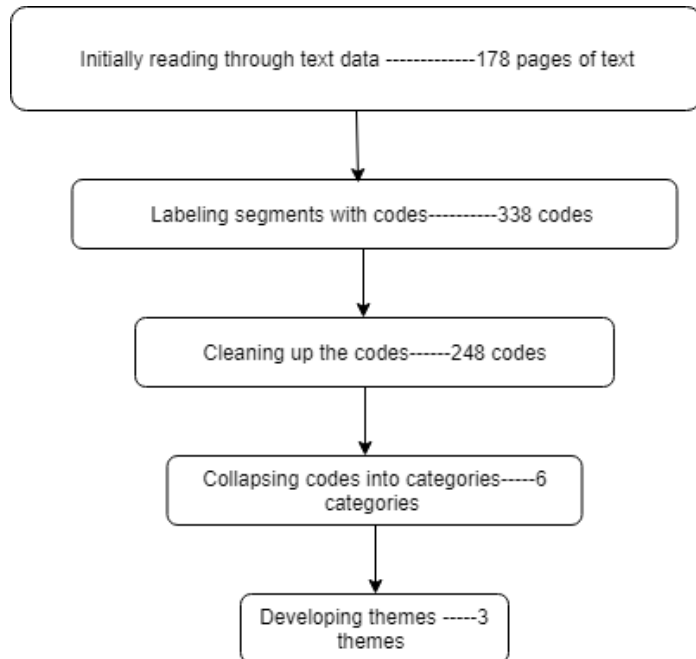 Initially reading through text data -------------178 pages of text
Labeling segments with codes----------338 codes
Cleaning up the codes------248 codes
Collapsing codes into categories-----6
categories
Developing themes -----3
themes